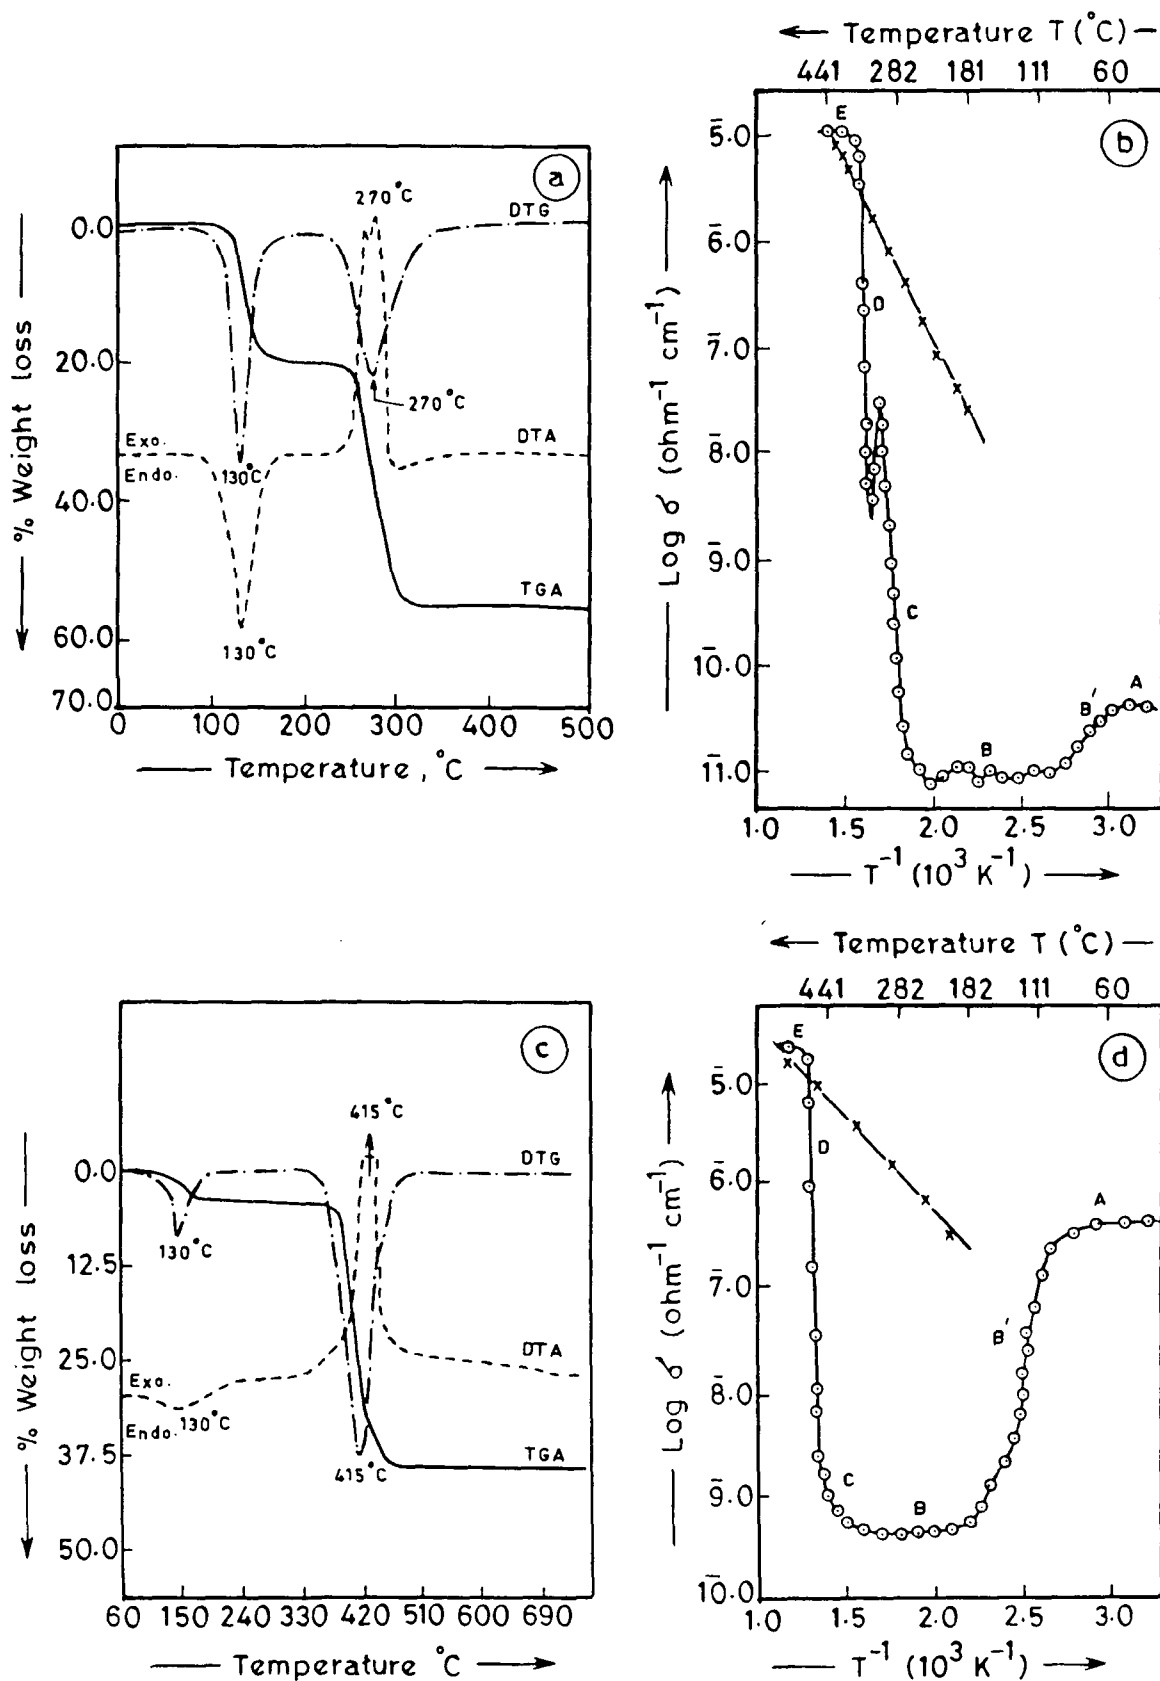 a
270°C
DTG
0.0
20.0
270°C
Exo.
DTA
Endo.
130°C
40.0
TGA
60.0
130°C
70.0
0 100 200 300 400 500
Temperature, °C
% Weight loss
Temperature T (°C)
441 282 181 111 60
E
b
5̄.0
6̄.0
D
7̄.0
8̄.0
9̄.0
C
1̄0.0
A
B'
B
1̄1.0
1.0 1.5 2.0 2.5 3.0
T⁻¹ (10³ K⁻¹)
Log σ (ohm⁻¹ cm⁻¹)
c
415°C
DTG
0.0
130°C
12.5
DTA
25.0
Exo.
130°C
Endo.
37.5
TGA
415°C
50.0
60 150 240 330 420 510 600 690
Temperature °C
% Weight loss
Temperature T (°C)
441 282 182 111 60
E
d
5̄.0
D
6̄.0
A
7̄.0
B'
8̄.0
C
9̄.0
B
1̄0.0
1.0 1.5 2.0 2.5 3.0
T⁻¹ (10³ K⁻¹)
Log σ (ohm⁻¹ cm⁻¹)